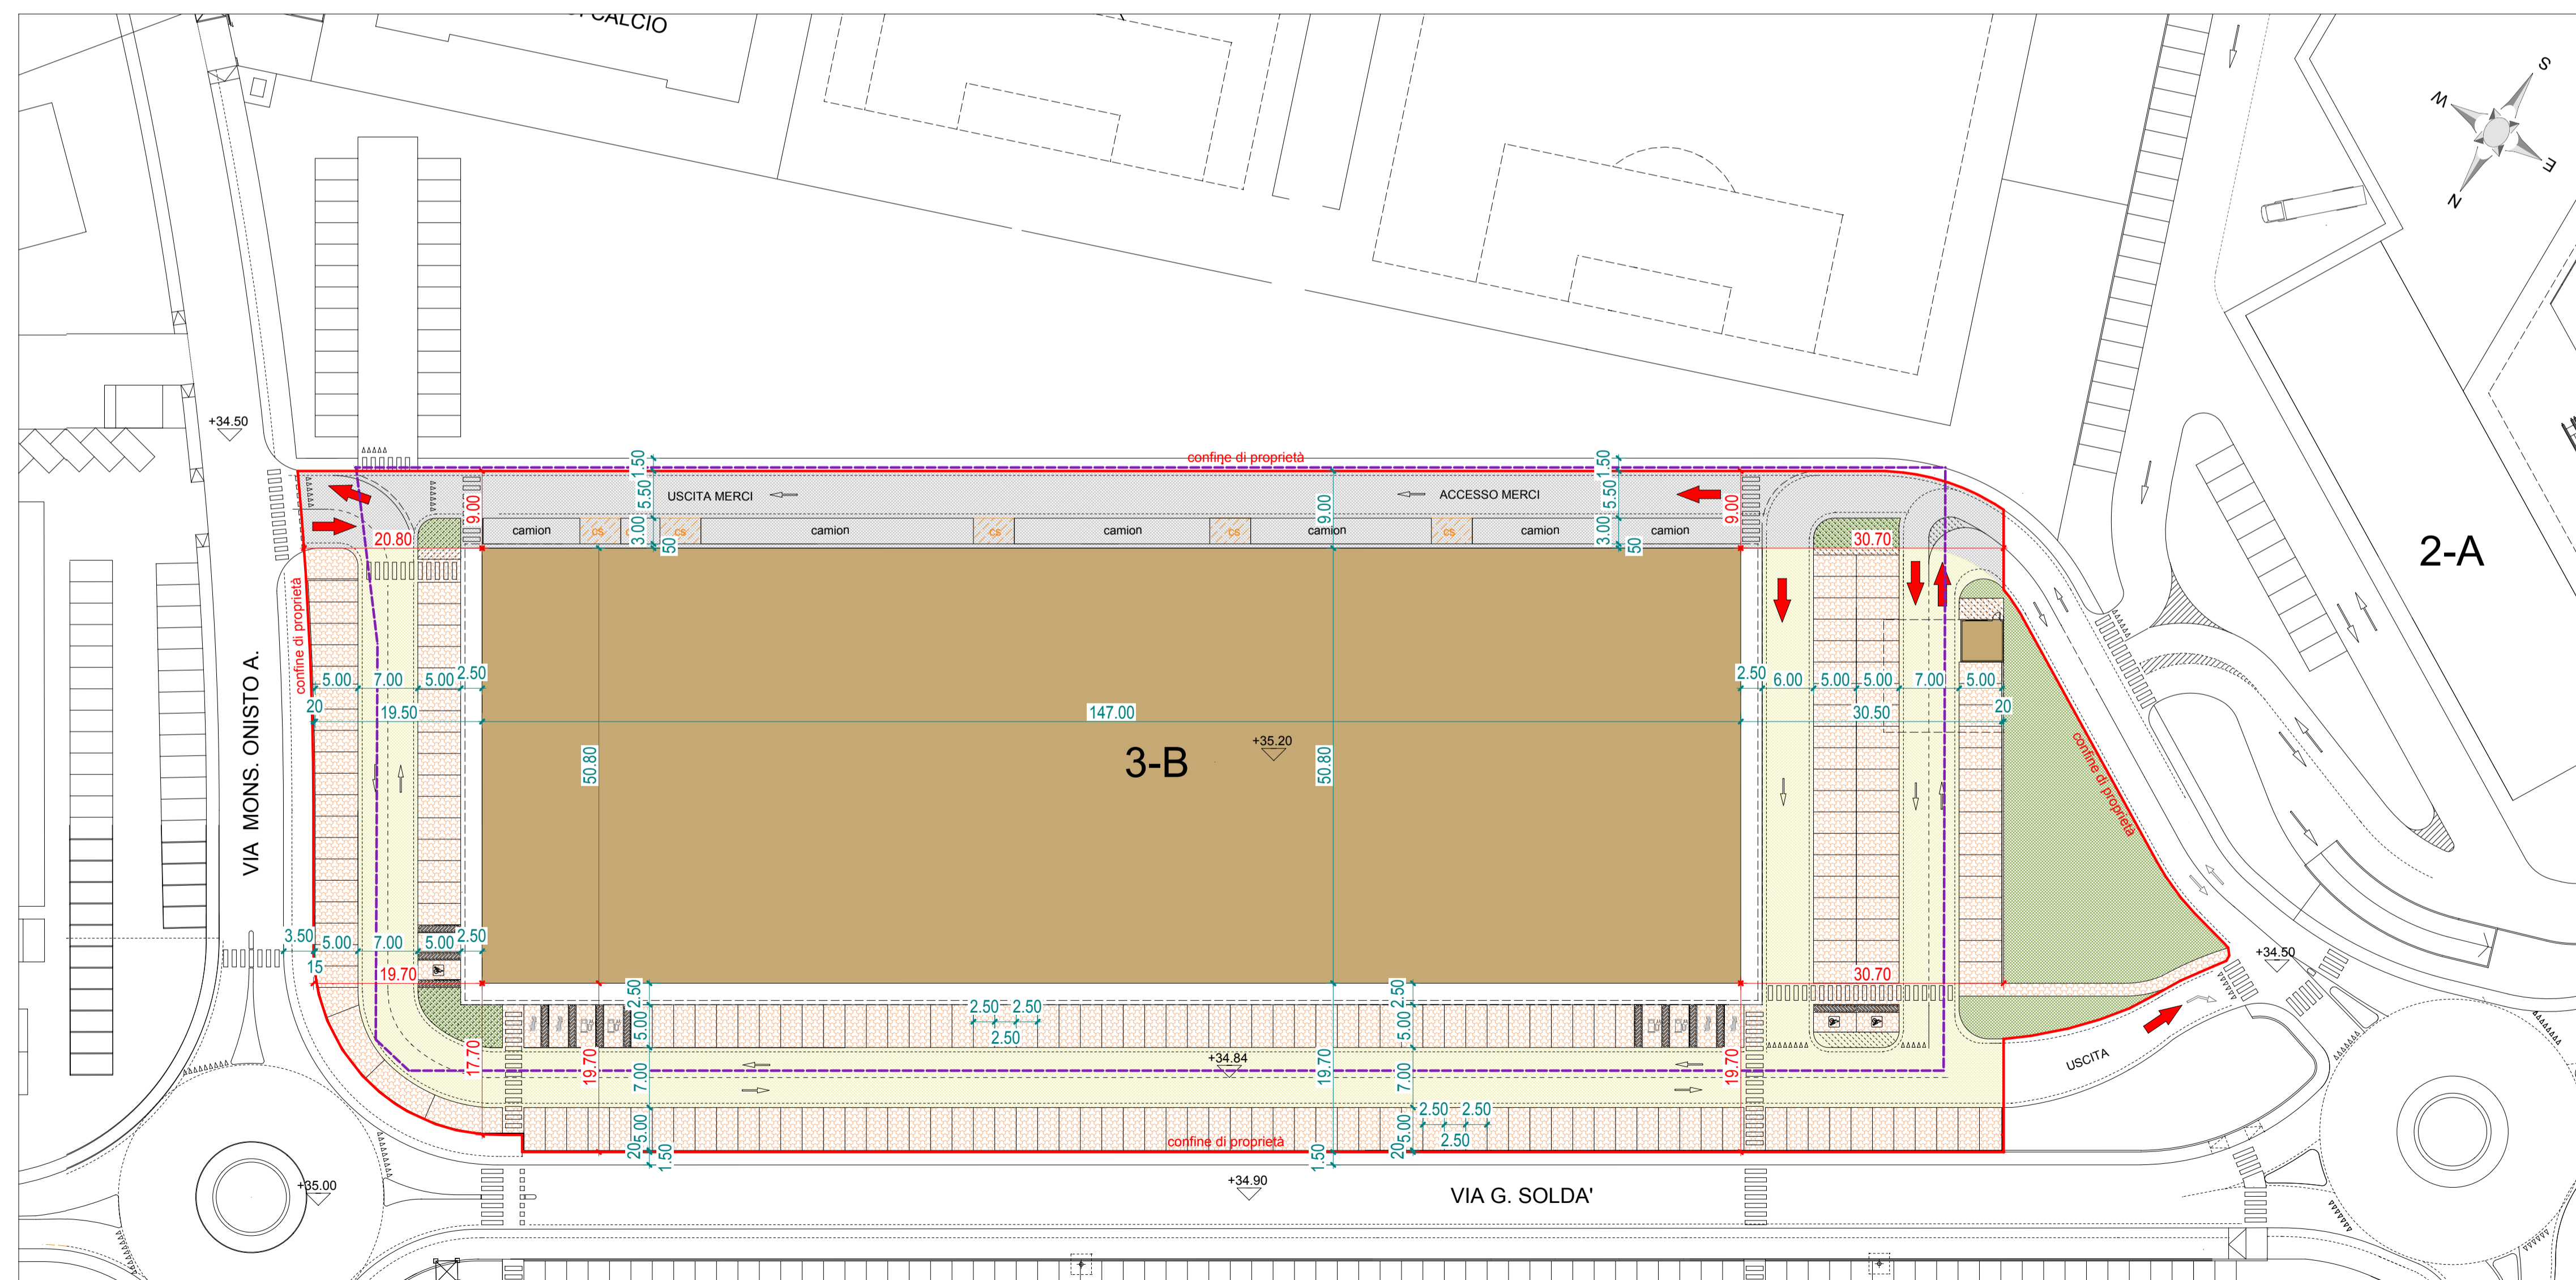 CALCIO
S
W
E
N
+34.50
confine di proprietà
1.50
1.50
5.50
USCITA MERCI
9.00
9.00
ACCESSO MERCI
5.50
9.00
3.00
camion
cs
cs
camion
cs
camion
cs
camion
cs
camion
camion
3.00
20.80
50
50
30.70
2-A
confine di proprietà
VIA MONS. ONISTO A.
5.00
7.00
5.00
2.50
2.50
6.00
5.00
5.00
7.00
5.00
20
19.50
147.00
30.50
20
50.80
3-B
+35.20
50.80
confine di proprietà
3.50
5.00
7.00
5.00
2.50
15
19.70
30.70
+34.50
2.50
2.50
5.00
2.50
2.50
2.50
5.00
17.70
19.70
7.00
+34.84
19.70
7.00
19.70
USCITA
5.00
20
1.50
confine di proprietà
1.50
5.00
20
2.50
2.50
2.50
+35.00
+34.90
VIA G. SOLDA'